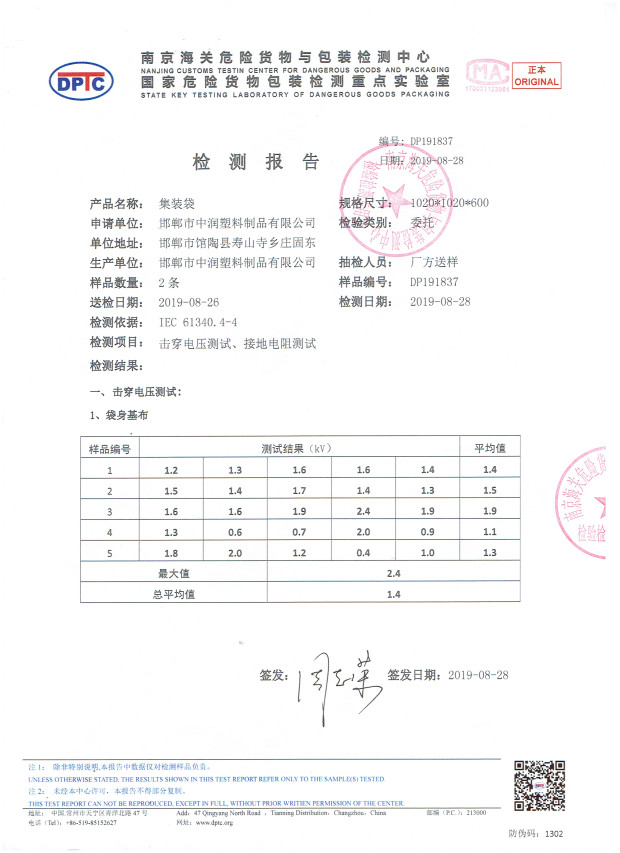 DPTC
南京海关危险货物与包装检测中心
NANJING CUSTOMS TESTIN CENTER FOR DANGEROUS GOODS AND PACKAGING
国家危险货物包装检测重点实验室
STATE KEY TESTING LABORATORY OF DANGEROUS GOODS PACKAGING
MA
正本
ORIGINAL
编号: DP191837
检测报告
日期: 2019-08-28
产品名称: 集装袋
规格尺寸: 1020*1020*600
申请单位: 邯郸市中润塑料制品有限公司
检验类别: 委托
单位地址: 邯郸市馆陶县寿山寺乡庄固东
生产单位: 邯郸市中润塑料制品有限公司
抽检人员: 厂方送样
样品数量: 2 条
样品编号: DP191837
送检日期: 2019-08-26
检测日期: 2019-08-28
检测依据: IEC 61340.4-4
检测项目: 击穿电压测试、接地电阻测试
检测结果:
一、击穿电压测试:
1、袋身基布
样品编号 测试结果（kV） 平均值
1 1.2 1.3 1.6 1.6 1.4 1.4
2 1.5 1.4 1.7 1.4 1.3 1.5
3 1.6 1.6 1.9 2.4 1.9 1.9
4 1.3 0.6 0.7 2.0 0.9 1.1
5 1.8 2.0 1.2 0.4 1.0 1.3
最大值 2.4
总平均值 1.4
签发: 签发日期: 2019-08-28
注 1: 除非特别说明,本报告中数据仅对检测样品负责。
UNLESS OTHERWISE STATED, THE RESULTS SHOWN IN THIS TEST REPORT REFER ONLY TO THE SAMPLE(S) TESTED.
注 2: 未经本中心许可，本报告不得部分复制。
THIS TEST REPORT CAN NOT BE REPRODUCED, EXCEPT IN FULL, WITHOUT PRIOR WRITIEN PERMISSION OF THE CENTER.
地址: 中国.常州市天宁区青洋北路 47 号 Add: 47 Qingyang North Road , Tianning Distribution, Changzhou, China 邮编（P.C.）: 213000
电话（Tel）: +86-519-85152627 网址: www.dptc.org
防伪码: 1302